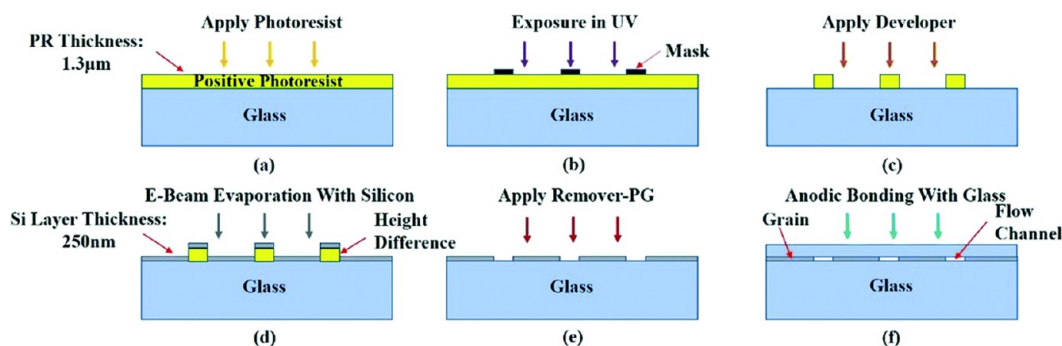 Apply Photoresist
PR Thickness:
1.3μm
Positive Photoresist
Glass
(a)
Exposure in UV
Mask
Glass
(b)
Apply Developer
Glass
(c)
E-Beam Evaporation With Silicon
Si Layer Thickness:
250nm
Height
Difference
Glass
(d)
Apply Remover-PG
Glass
(e)
Anodic Bonding With Glass
Grain
Flow
Channel
Glass
(f)